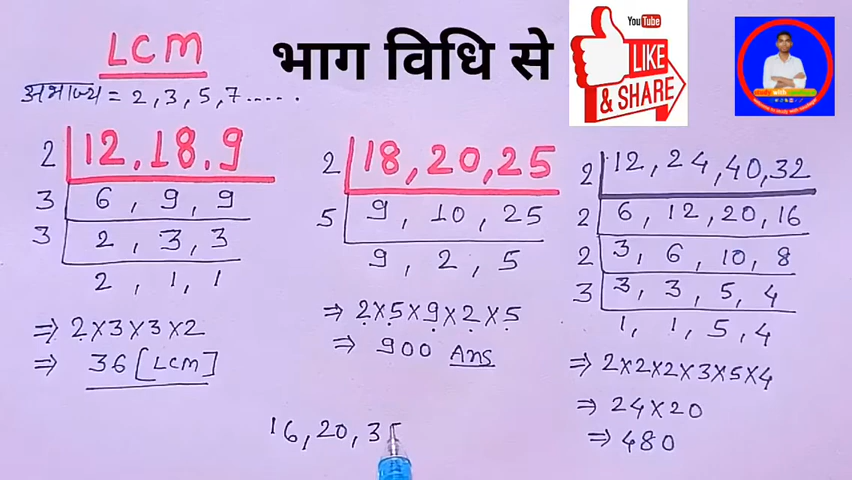 LCM
भाग विधि से
YouTube
LIKE
& SHARE
अभाज्य = 2, 3, 5, 7 .....
2 | 12, 18, 9
3 | 6, 9, 9
3 | 2, 3, 3
2, 1, 1
⇒ 2×3×3×2
⇒ 36 [LCM]
2 | 18, 20, 25
5 | 9, 10, 25
9, 2, 5
⇒ 2×5×9×2×5
⇒ 900 Ans
2 | 12, 24, 40, 32
2 | 6, 12, 20, 16
2 | 3, 6, 10, 8
3 | 3, 3, 5, 4
1, 1, 5, 4
⇒ 2×2×2×3×5×4
⇒ 24×20
⇒ 480
16, 20, 35